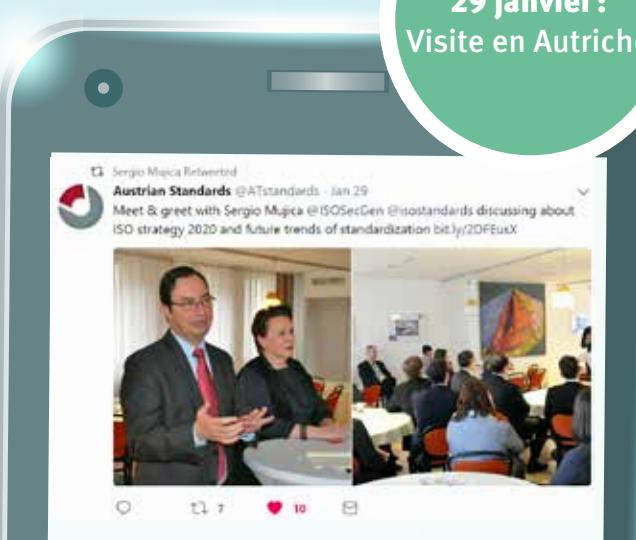 29 janvier :
Visite en Autriche
Sergio Mujica Retweeted
Austrian Standards @ATstandards · Jan 29
Meet & greet with Sergio Mujica @ISOSecGen @isostandards discussing about
ISO strategy 2020 and future trends of standardization bit.ly/2DFEusX
7
10